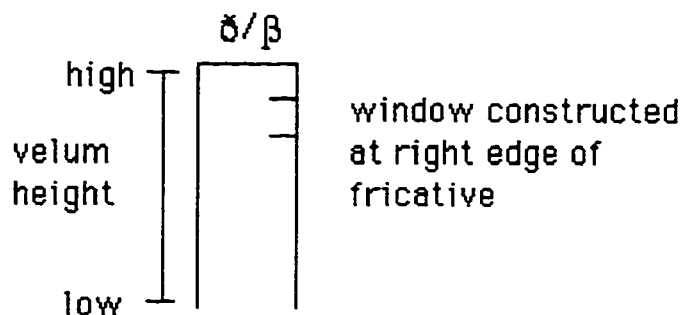 ð/β
high
velum
height
low
window constructed
at right edge of
fricative